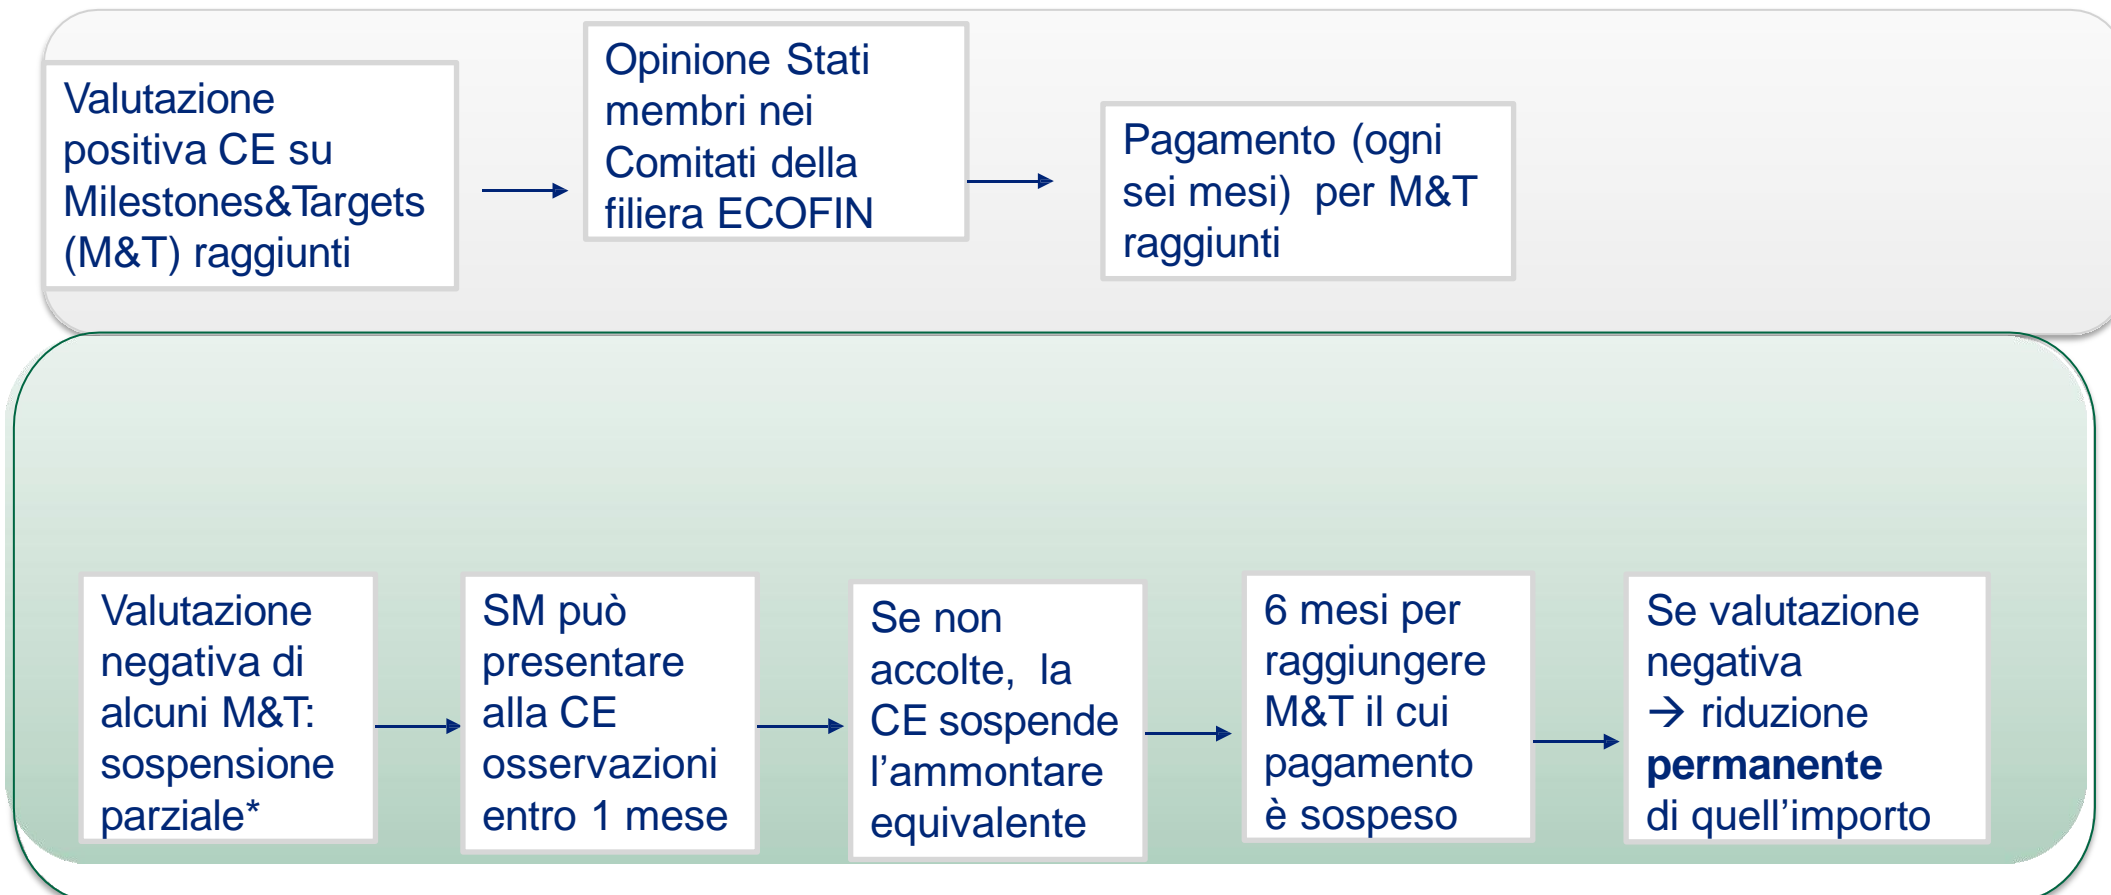 Valutazione
positiva CE su
Milestones&Targets
(M&T) raggiunti
Opinione Stati
membri nei
Comitati della
filiera ECOFIN
Pagamento (ogni
sei mesi) per M&T
raggiunti
Valutazione
negativa di
alcuni M&T:
sospensione
parziale*
SM può
presentare
alla CE
osservazioni
entro 1 mese
Se non
accolte, la
CE sospende
l’ammontare
equivalente
6 mesi per
raggiungere
M&T il cui
pagamento
è sospeso
Se valutazione
negativa
→ riduzione
permanente
di quell’importo